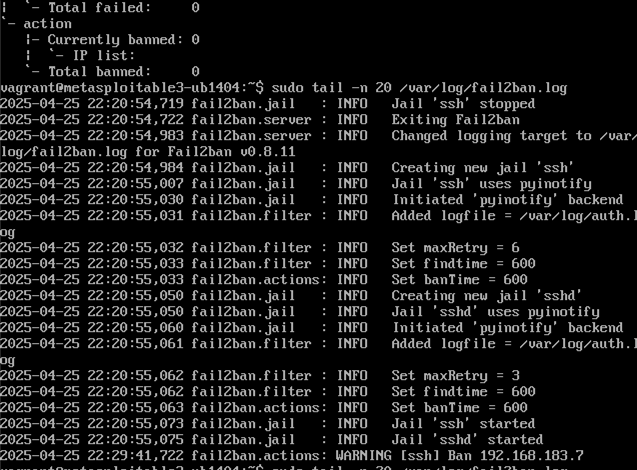 ¦  `- Total failed:     0
`- action
   ¦- Currently banned: 0
   ¦  `- IP list:
   `- Total banned:     0
vagrant@metasploitable3-ub1404:~$ sudo tail -n 20 /var/log/fail2ban.log
2025-04-25 22:20:54,719 fail2ban.jail   : INFO   Jail 'ssh' stopped
2025-04-25 22:20:54,722 fail2ban.server : INFO   Exiting Fail2ban
2025-04-25 22:20:54,983 fail2ban.server : INFO   Changed logging target to /var/
log/fail2ban.log for Fail2ban v0.8.11
2025-04-25 22:20:54,984 fail2ban.jail   : INFO   Creating new jail 'ssh'
2025-04-25 22:20:55,007 fail2ban.jail   : INFO   Jail 'ssh' uses pyinotify
2025-04-25 22:20:55,030 fail2ban.jail   : INFO   Initiated 'pyinotify' backend
2025-04-25 22:20:55,031 fail2ban.filter : INFO   Added logfile = /var/log/auth.l
og
2025-04-25 22:20:55,032 fail2ban.filter : INFO   Set maxRetry = 6
2025-04-25 22:20:55,033 fail2ban.filter : INFO   Set findtime = 600
2025-04-25 22:20:55,033 fail2ban.actions: INFO   Set banTime = 600
2025-04-25 22:20:55,050 fail2ban.jail   : INFO   Creating new jail 'sshd'
2025-04-25 22:20:55,050 fail2ban.jail   : INFO   Jail 'sshd' uses pyinotify
2025-04-25 22:20:55,060 fail2ban.jail   : INFO   Initiated 'pyinotify' backend
2025-04-25 22:20:55,061 fail2ban.filter : INFO   Added logfile = /var/log/auth.l
og
2025-04-25 22:20:55,062 fail2ban.filter : INFO   Set maxRetry = 3
2025-04-25 22:20:55,062 fail2ban.filter : INFO   Set findtime = 600
2025-04-25 22:20:55,063 fail2ban.actions: INFO   Set banTime = 600
2025-04-25 22:20:55,073 fail2ban.jail   : INFO   Jail 'ssh' started
2025-04-25 22:20:55,075 fail2ban.jail   : INFO   Jail 'sshd' started
2025-04-25 22:29:41,722 fail2ban.actions: WARNING [ssh] Ban 192.168.183.7
vagrant@metasploitable3-ub1404:~$ sudo tail -n 20 /var/log/fail2ban.log